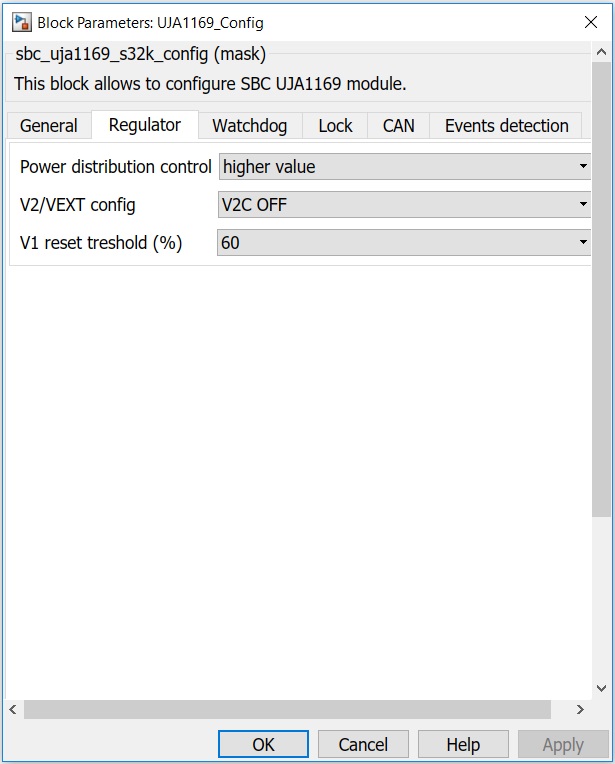 Block Parameters: UJA1169_Config
sbc_uja1169_s32k_config (mask)
This block allows to configure SBC UJA1169 module.
General Regulator Watchdog Lock CAN Events detection
Power distribution control higher value
V2/VEXT config V2C OFF
V1 reset treshold (%) 60
OK Cancel Help Apply